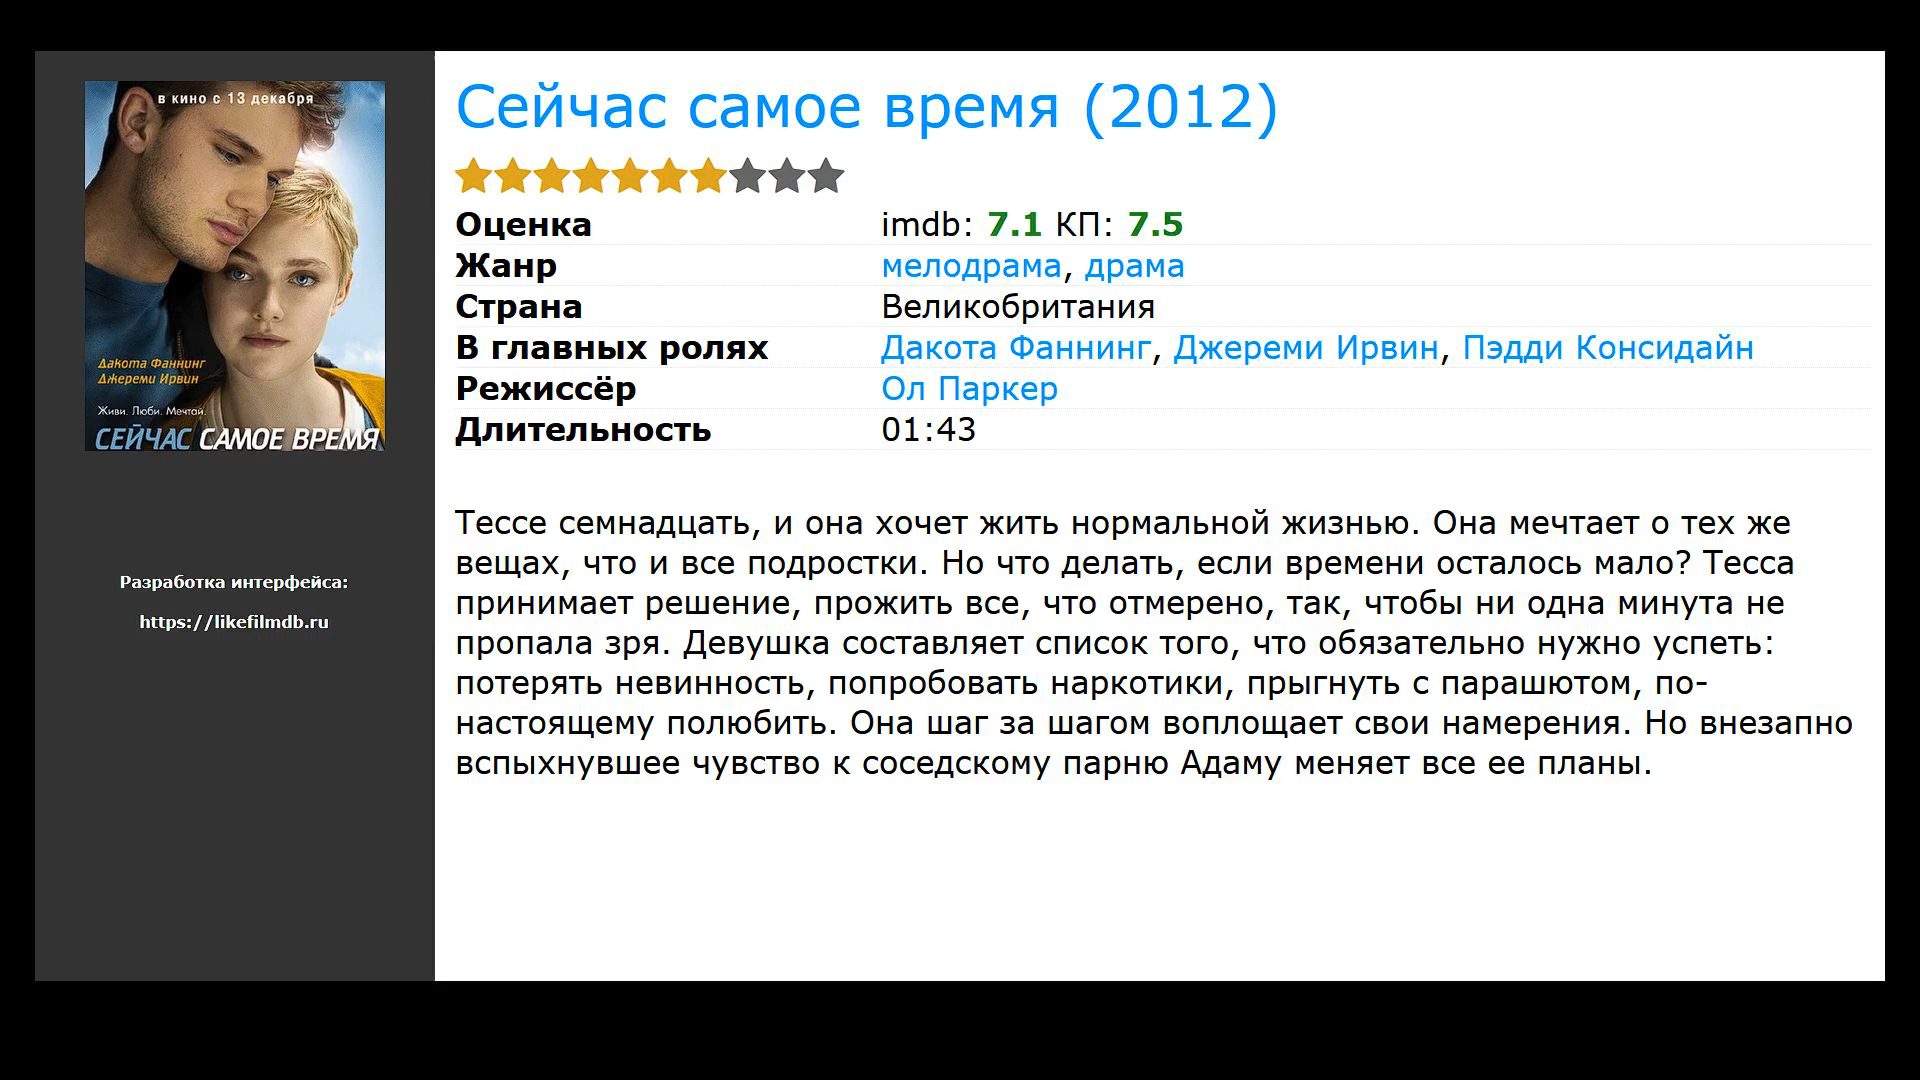 в кино с 13 декабря
Дакота Фаннинг
Джереми Ирвин
Живи. Люби. Мечтай.
СЕЙЧАС САМОЕ ВРЕМЯ
Разработка интерфейса:
https://likefilmdb.ru
Сейчас самое время (2012)
Оценка imdb: 7.1 КП: 7.5
Жанр мелодрама, драма
Страна Великобритания
В главных ролях Дакота Фаннинг, Джереми Ирвин, Пэдди Консидайн
Режиссёр Ол Паркер
Длительность 01:43
Тессе семнадцать, и она хочет жить нормальной жизнью. Она мечтает о тех же
вещах, что и все подростки. Но что делать, если времени осталось мало? Тесса
принимает решение, прожить все, что отмерено, так, чтобы ни одна минута не
пропала зря. Девушка составляет список того, что обязательно нужно успеть:
потерять невинность, попробовать наркотики, прыгнуть с парашютом, по-
настоящему полюбить. Она шаг за шагом воплощает свои намерения. Но внезапно
вспыхнувшее чувство к соседскому парню Адаму меняет все ее планы.